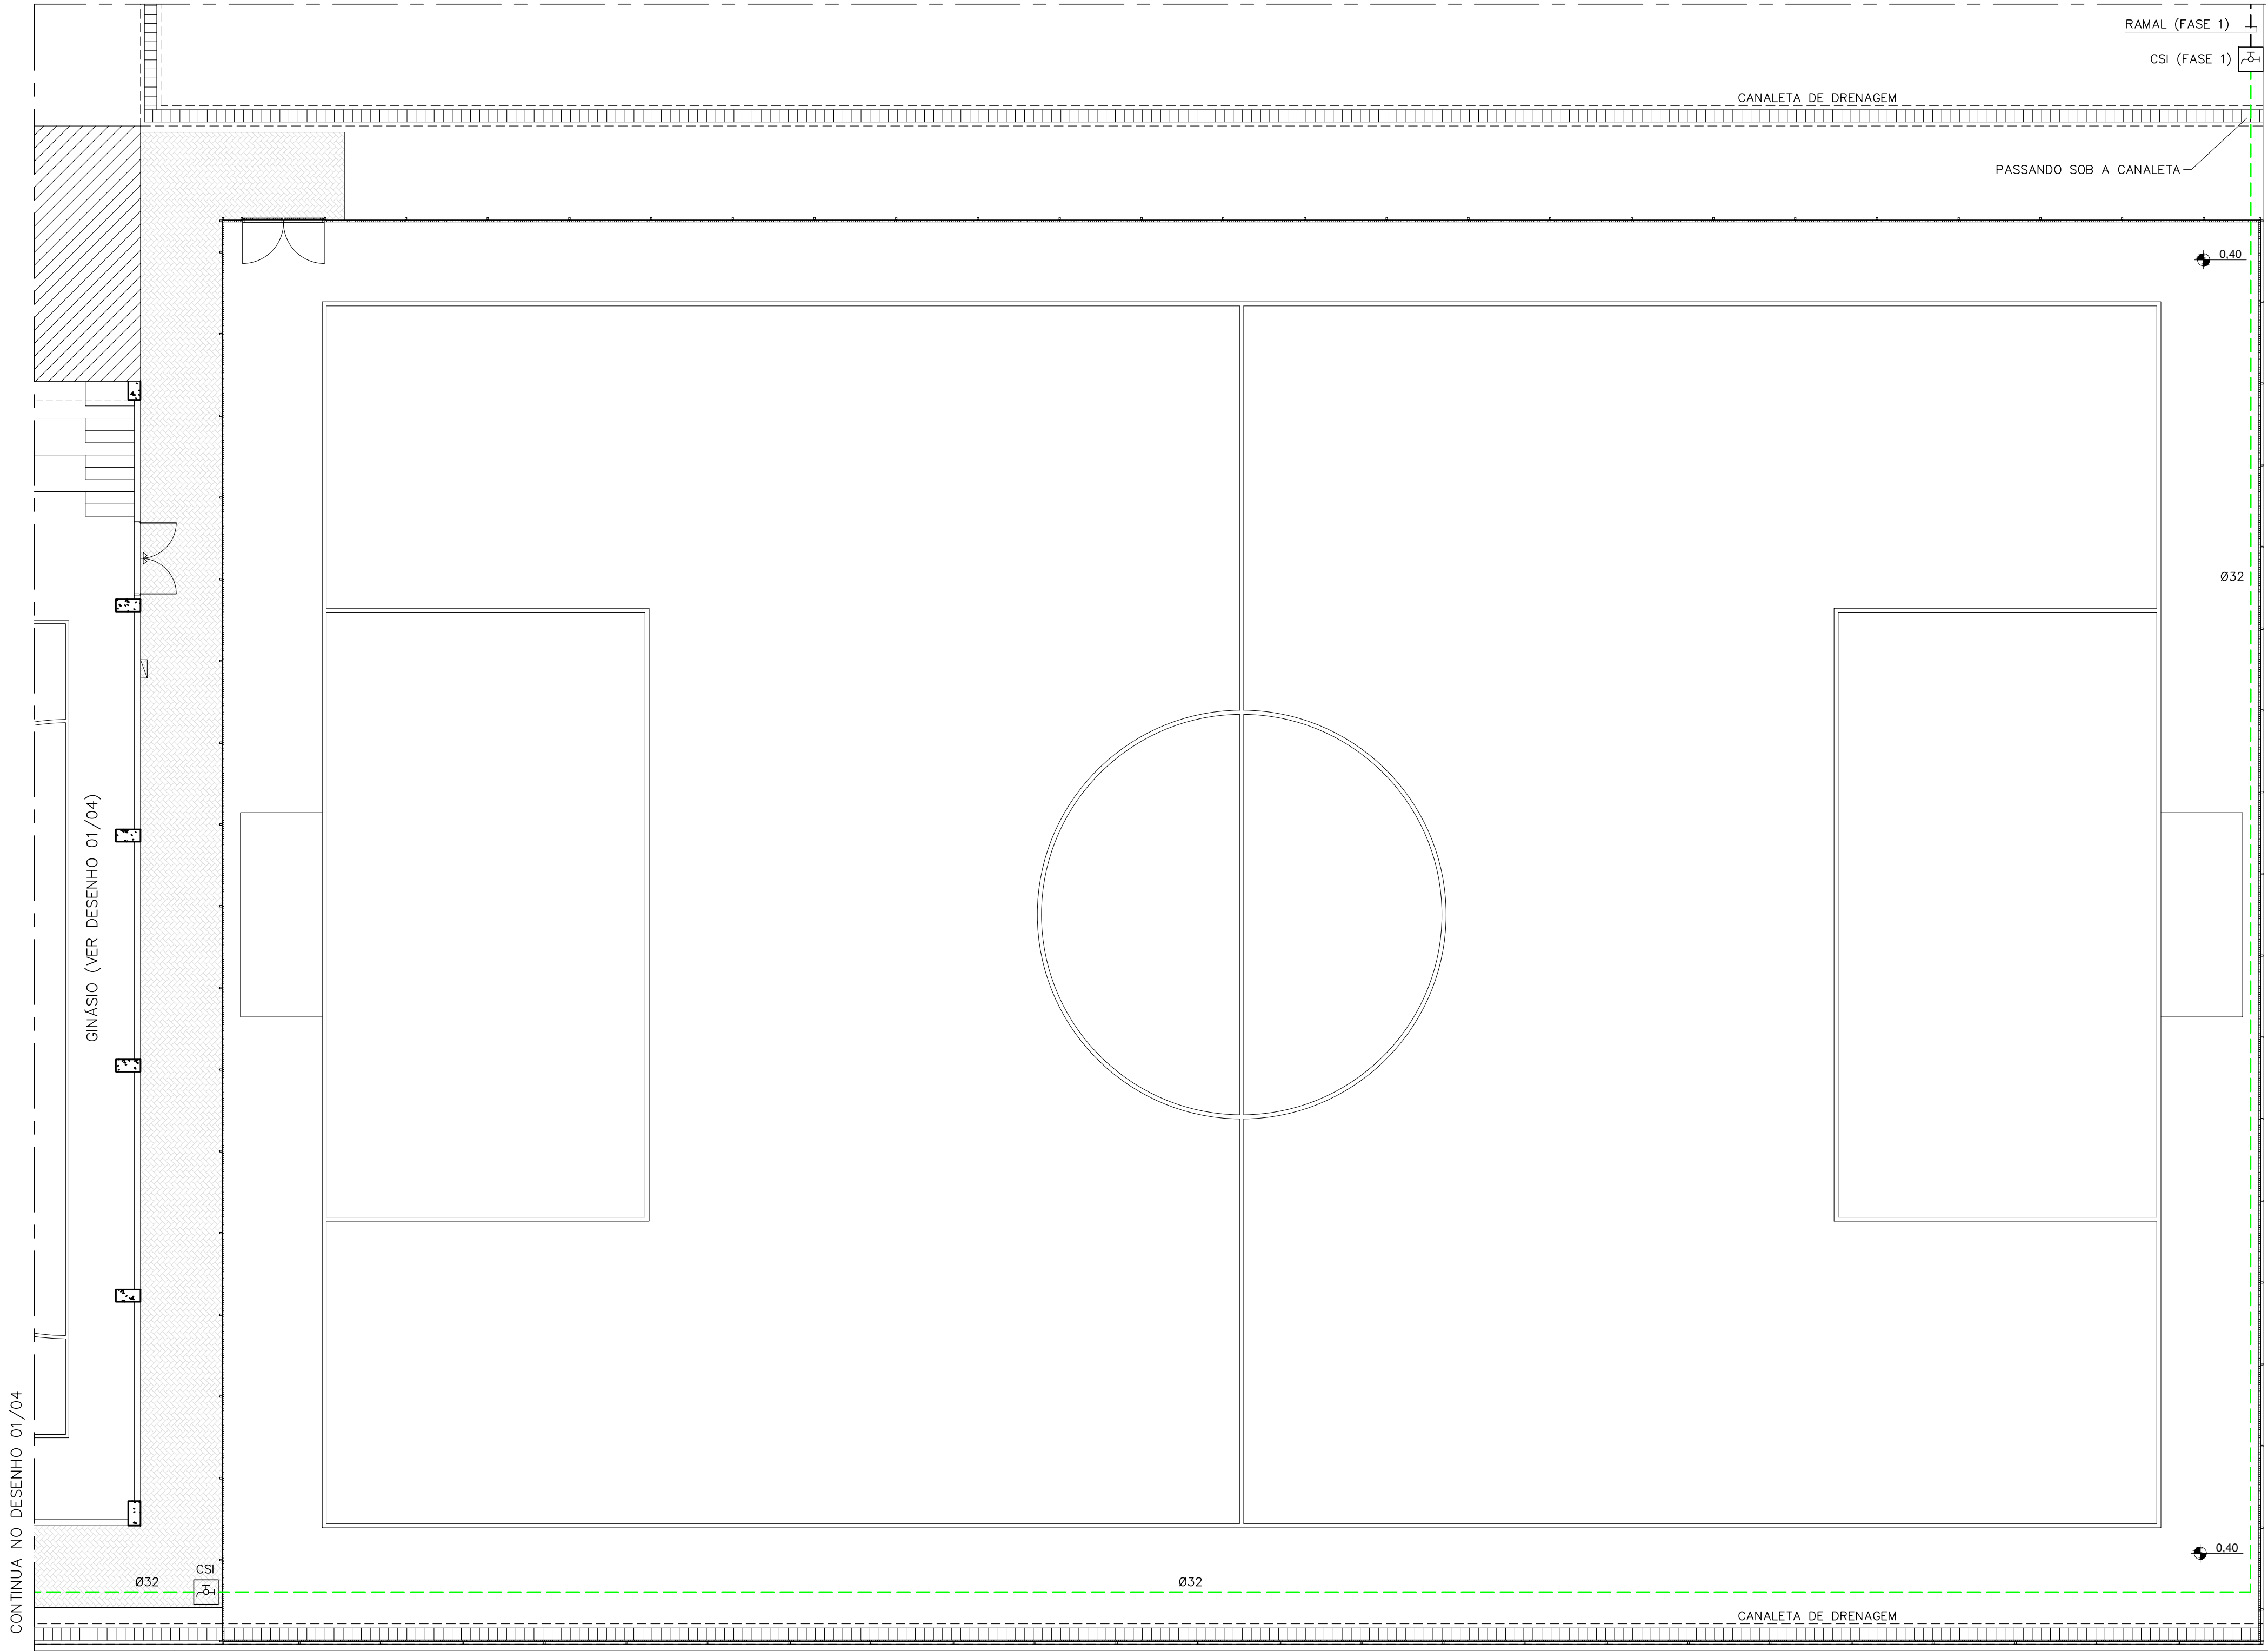 RAMAL (FASE 1)
CSI (FASE 1)
CANALETA DE DRENAGEM
PASSANDO SOB A CANALETA
0,40
Ø32
GINÁSIO (VER DESENHO 01/04)
CONTINUA NO DESENHO 01/04
0,40
CSI
Ø32
Ø32
CANALETA DE DRENAGEM